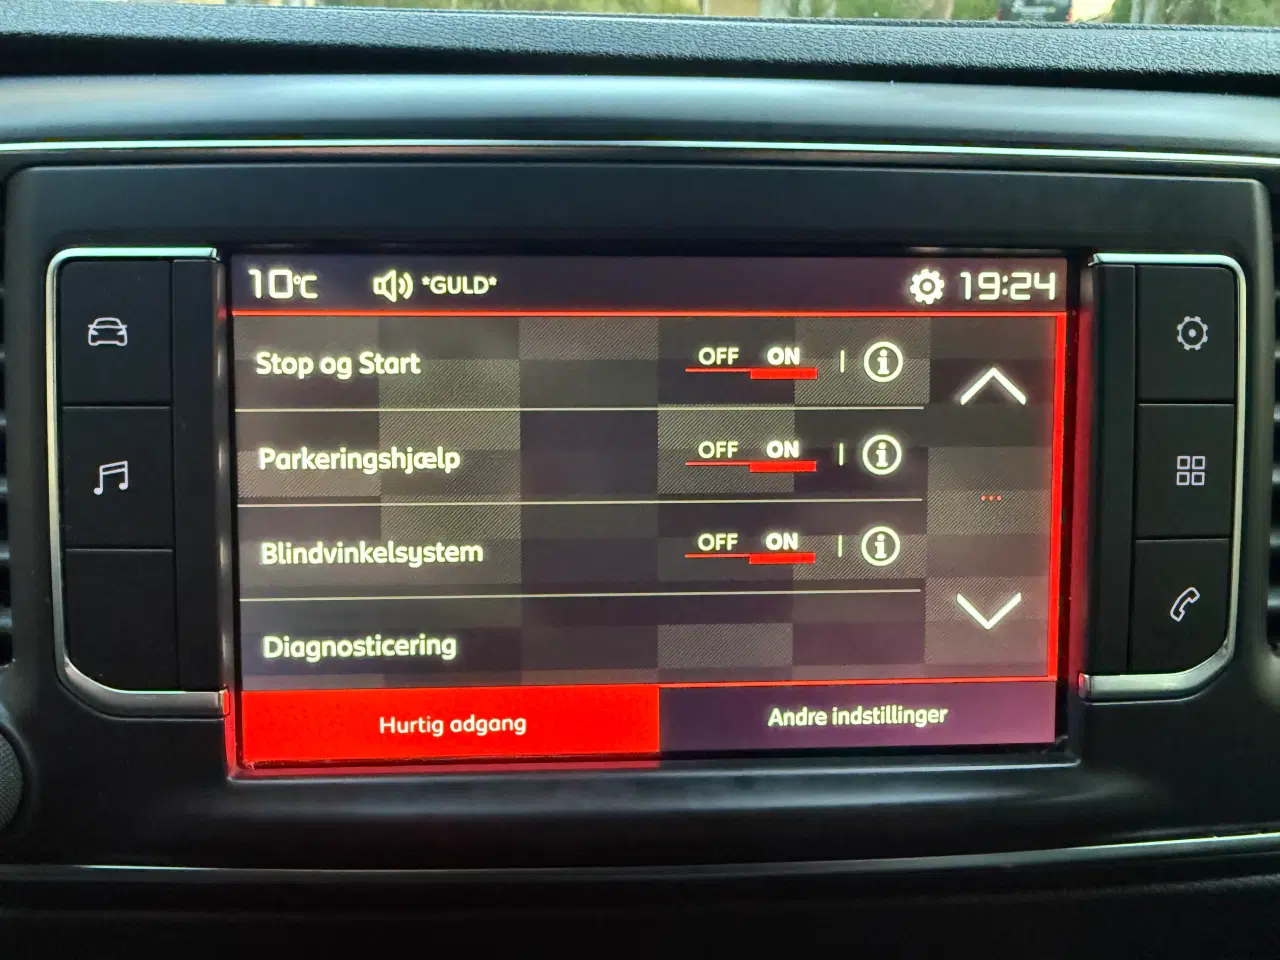 10°C *GULD* 19:24
Stop og Start OFF ON
Parkeringshjælp OFF ON
Blindvinkelsystem OFF ON
Diagnosticering
Hurtig adgang Andre indstillinger